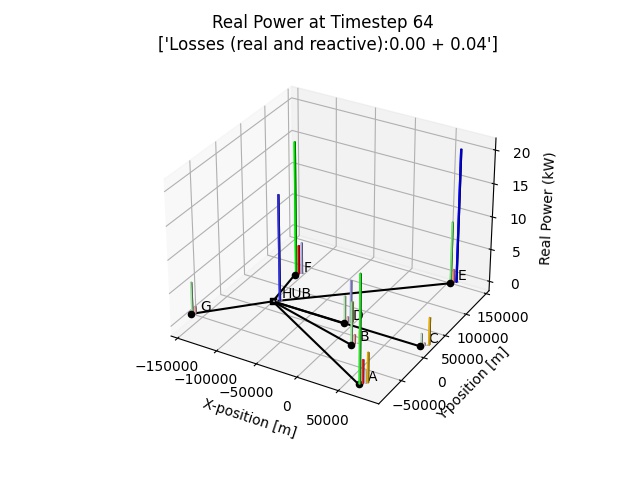 Real Power at Timestep 64
['Losses (real and reactive):0.00 + 0.04']
Real Power (kW)
20
15
10
5
0
F
E
HUB
G
D
B
C
A
−150000
−100000
−50000
0
50000
X-position [m]
150000
100000
50000
0
−50000
Y-position [m]